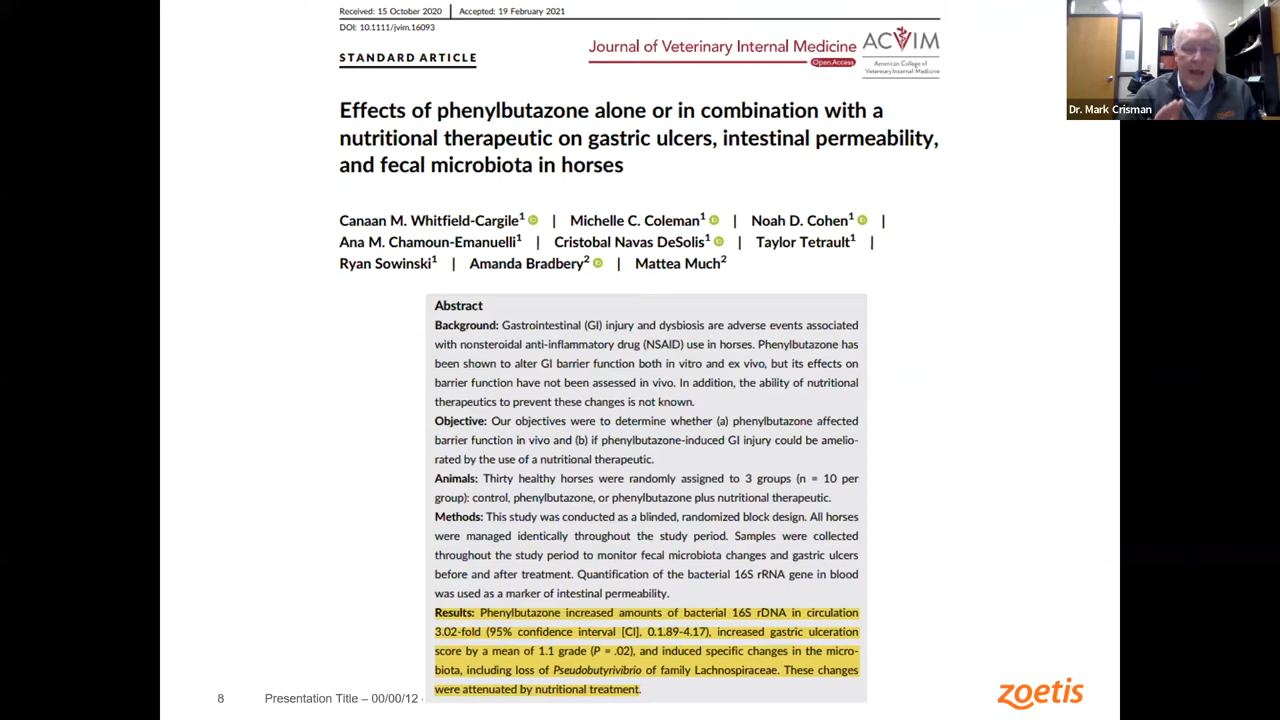 Received: 15 October 2020 | Accepted: 19 February 2021
DOI: 10.1111/jvim.16093
STANDARD ARTICLE
Journal of Veterinary Internal Medicine
Open Access
ACVIM
American College of
Veterinary Internal Medicine
Dr. Mark Crisman
Effects of phenylbutazone alone or in combination with a
nutritional therapeutic on gastric ulcers, intestinal permeability,
and fecal microbiota in horses
Canaan M. Whitfield-Cargile1 | Michelle C. Coleman1 | Noah D. Cohen1 |
Ana M. Chamoun-Emanuelli1 | Cristobal Navas DeSolis1 | Taylor Tetrault1 |
Ryan Sowinski1 | Amanda Bradbery2 | Mattea Much2
Abstract
Background: Gastrointestinal (GI) injury and dysbiosis are adverse events associated
with nonsteroidal anti-inflammatory drug (NSAID) use in horses. Phenylbutazone has
been shown to alter GI barrier function both in vitro and ex vivo, but its effects on
barrier function have not been assessed in vivo. In addition, the ability of nutritional
therapeutics to prevent these changes is not known.
Objective: Our objectives were to determine whether (a) phenylbutazone affected
barrier function in vivo and (b) if phenylbutazone-induced GI injury could be amelio-
rated by the use of a nutritional therapeutic.
Animals: Thirty healthy horses were randomly assigned to 3 groups (n = 10 per
group): control, phenylbutazone, or phenylbutazone plus nutritional therapeutic.
Methods: This study was conducted as a blinded, randomized block design. All horses
were managed identically throughout the study period. Samples were collected
throughout the study period to monitor fecal microbiota changes and gastric ulcers
before and after treatment. Quantification of the bacterial 16S rRNA gene in blood
was used as a marker of intestinal permeability.
Results: Phenylbutazone increased amounts of bacterial 16S rDNA in circulation
3.02-fold (95% confidence interval [CI], 0.1.89-4.17), increased gastric ulceration
score by a mean of 1.1 grade (P = .02), and induced specific changes in the micro-
biota, including loss of Pseudobutyrivibrio of family Lachnospiraceae. These changes
were attenuated by nutritional treatment.
8 Presentation Title – 00/00/12
zoetis